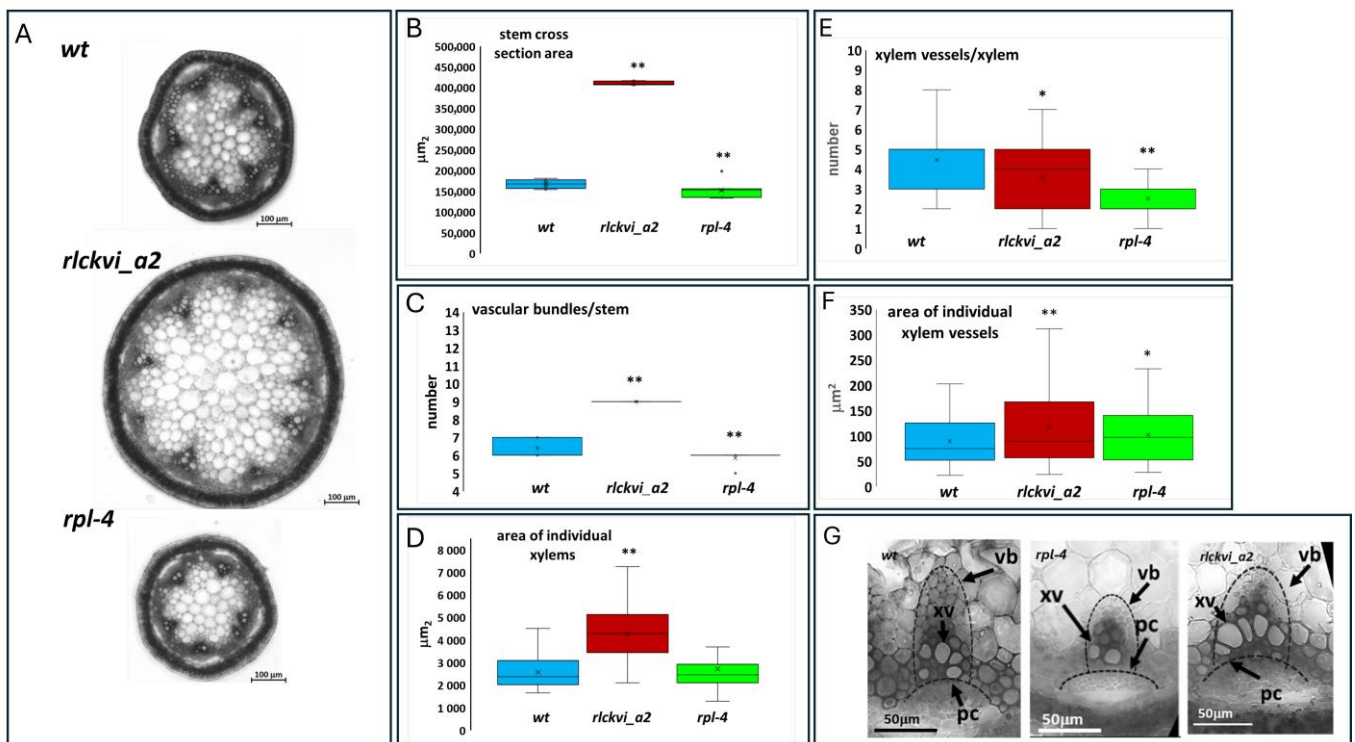 A
wt
100 µm
rlckvi_a2
100 µm
rpl-4
100 µm
B
stem cross
section area
500,000
450,000
400,000
350,000
300,000
250,000
200,000
150,000
100,000
50,000
0
µm2
**
**
wt
rlckvi_a2
rpl-4
C
vascular bundles/stem
14
13
12
11
10
9
8
7
6
5
4
number
**
**
wt
rlckvi_a2
rpl-4
D
area of individual
xylems
8 000
7 000
6 000
5 000
4 000
3 000
2 000
1 000
0
µm2
**
wt
rlckvi_a2
rpl-4
E
xylem vessels/xylem
10
9
8
7
6
5
4
3
2
1
0
number
*
**
wt
rlckvi_a2
rpl-4
F
area of individual
xylem vessels
350
300
250
200
150
100
50
0
µm²
**
*
wt
rlckvi_a2
rpl-4
G
wt
vb
xv
pc
50µm
rpl-4
vb
xv
pc
50µm
rlckvi_a2
vb
xv
pc
50µm